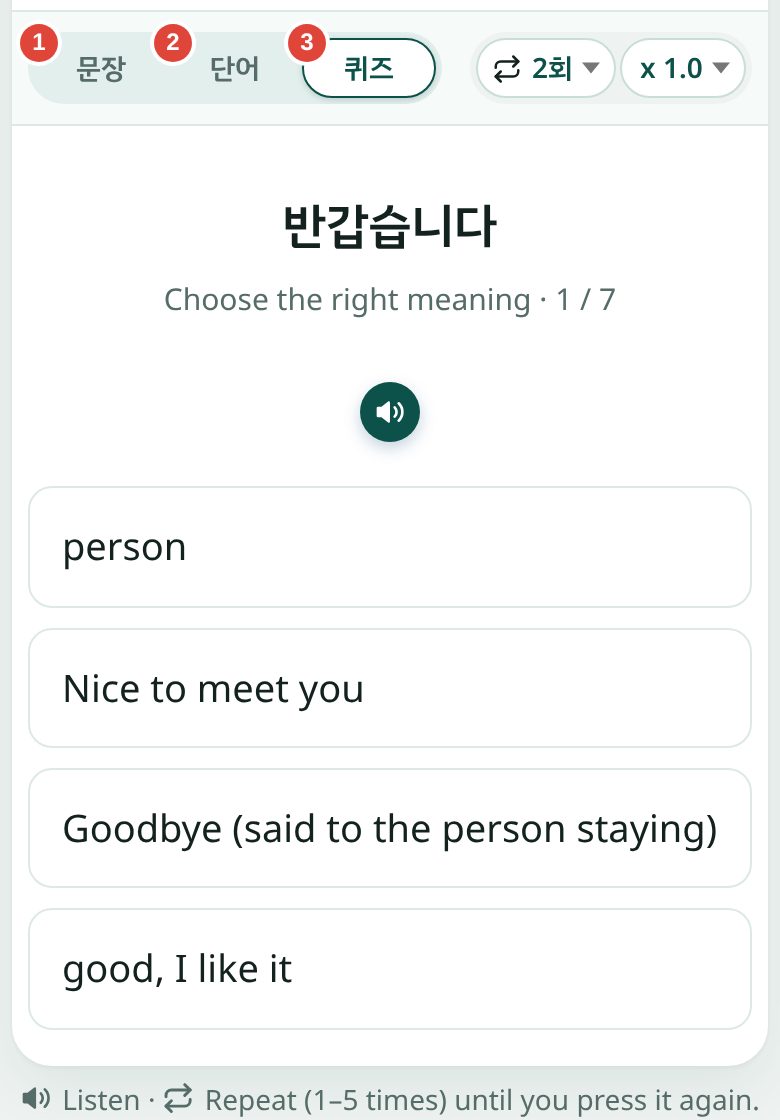 1 문장 2 단어 3 퀴즈 2회 x 1.0
반갑습니다
Choose the right meaning · 1 / 7
person
Nice to meet you
Goodbye (said to the person staying)
good, I like it
Listen · Repeat (1–5 times) until you press it again.